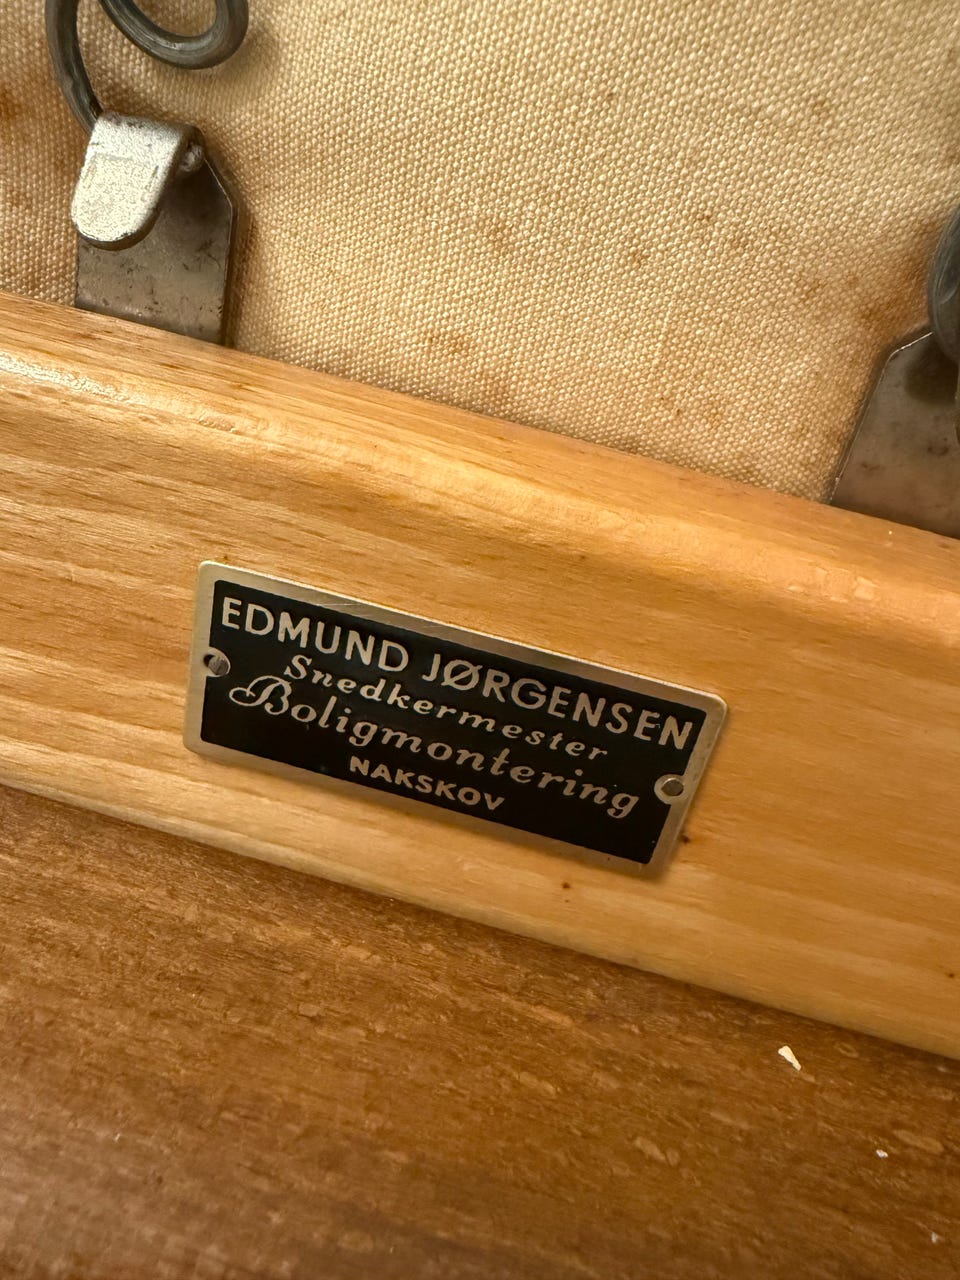 EDMUND JØRGENSEN
Snedkermester
Boligmontering
NAKSKOV